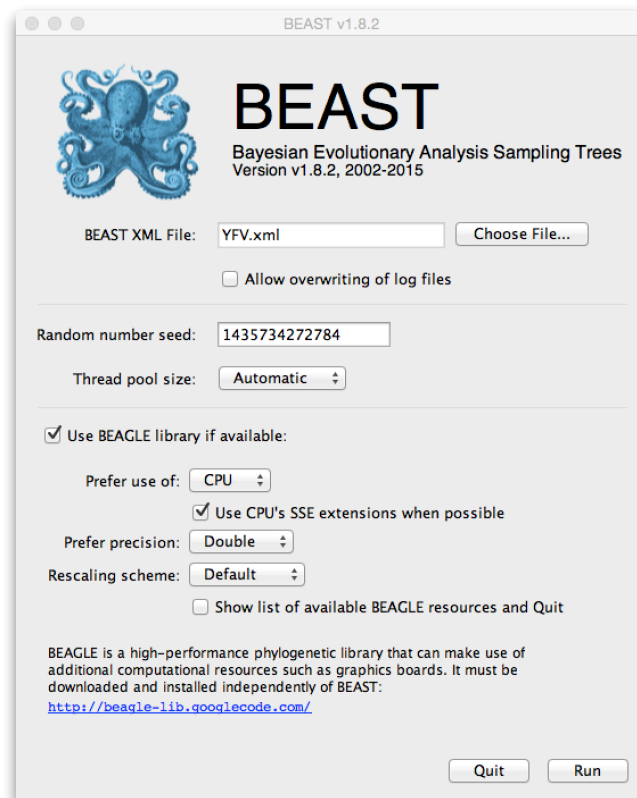 BEAST v1.8.2
BEAST
Bayesian Evolutionary Analysis Sampling Trees
Version v1.8.2, 2002-2015
BEAST XML File: YFV.xml Choose File...
Allow overwriting of log files
Random number seed: 1435734272784
Thread pool size: Automatic
Use BEAGLE library if available:
Prefer use of: CPU
Use CPU's SSE extensions when possible
Prefer precision: Double
Rescaling scheme: Default
Show list of available BEAGLE resources and Quit
BEAGLE is a high-performance phylogenetic library that can make use of
additional computational resources such as graphics boards. It must be
downloaded and installed independently of BEAST:
http://beagle-lib.googlecode.com/
Quit Run